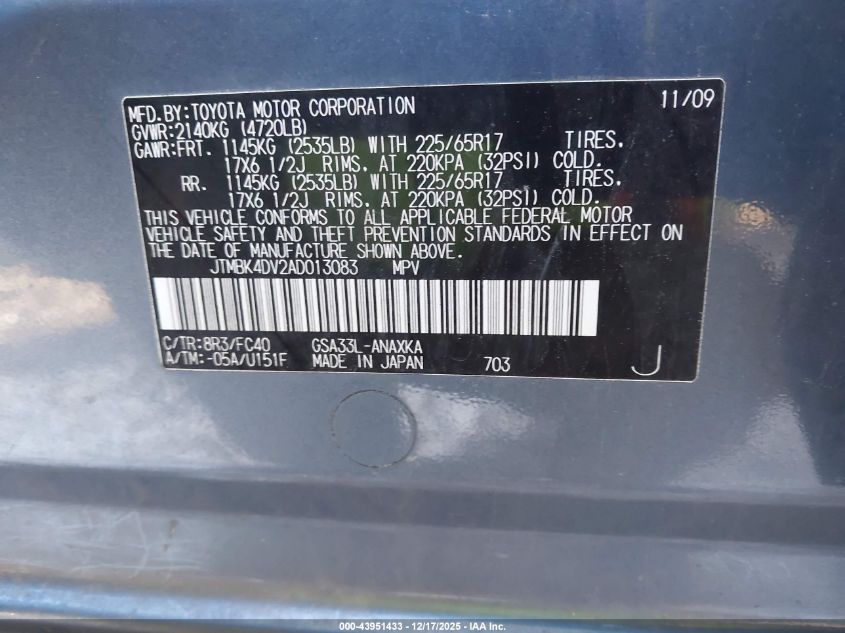 MFD.BY:TOYOTA MOTOR CORPORATION 11/09
GVWR:2140KG (4720LB)
GAWR:FRT. 1145KG (2535LB) WITH 225/65R17 TIRES.
17X6 1/2J RIMS. AT 220KPA (32PSI) COLD.
RR. 1145KG (2535LB) WITH 225/65R17 TIRES.
17X6 1/2J RIMS. AT 220KPA (32PSI) COLD.
THIS VEHICLE CONFORMS TO ALL APPLICABLE FEDERAL MOTOR
VEHICLE SAFETY AND THEFT PREVENTION STANDARDS IN EFFECT ON
THE DATE OF MANUFACTURE SHOWN ABOVE.
JTMBK4DV2AD013083 MPV
C/TR:8R3/FC40 GSA33L-ANAXKA
A/TM:-05A/U151F MADE IN JAPAN 703 J
000-43951433 - 12/17/2025 - IAA Inc.